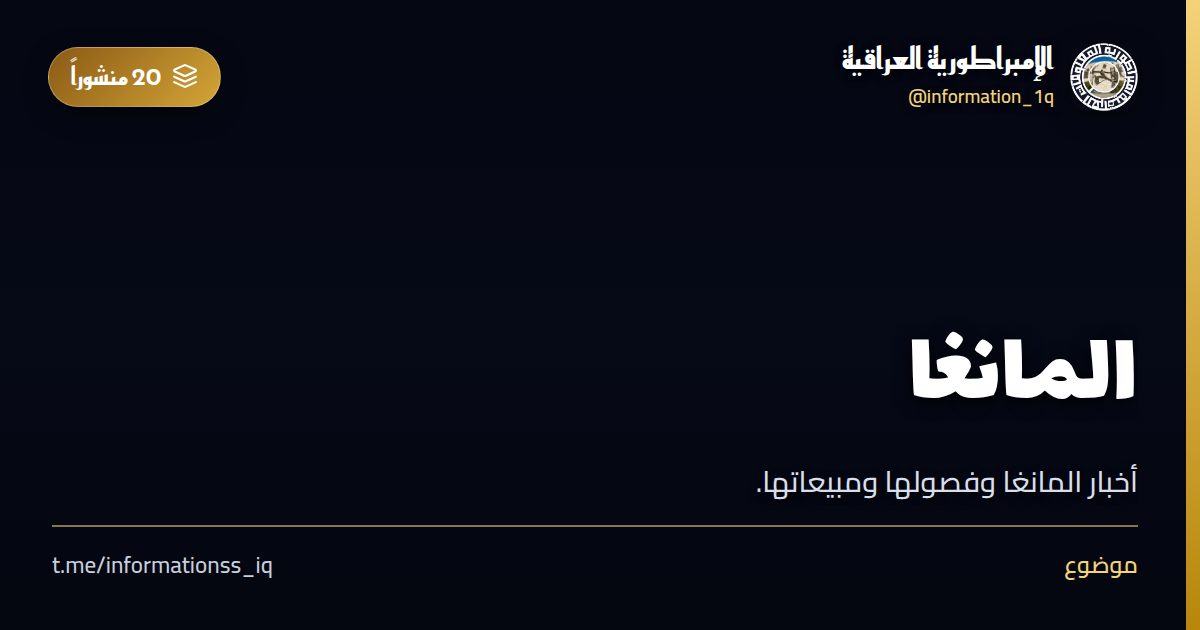 الإمبراطورية العراقية
@information_1q
20 منشوراً
المانغا
أخبار المانغا وفصولها ومبيعاتها.
موضوع
t.me/informationss_iq